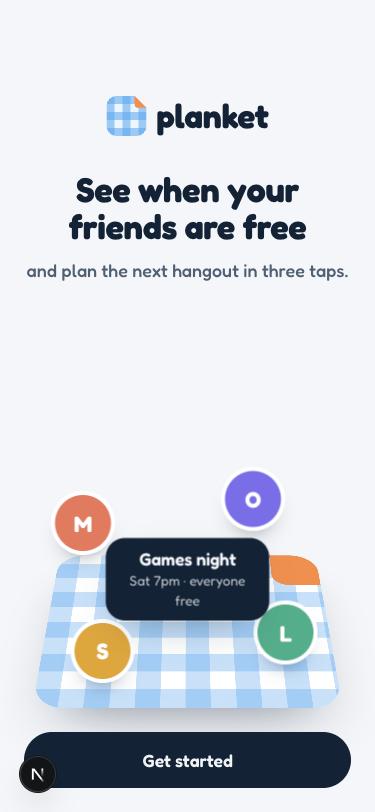 planket
See when your
friends are free
and plan the next hangout in three taps.
O
M
Games night
Sat 7pm · everyone
free
L
S
Get started
N